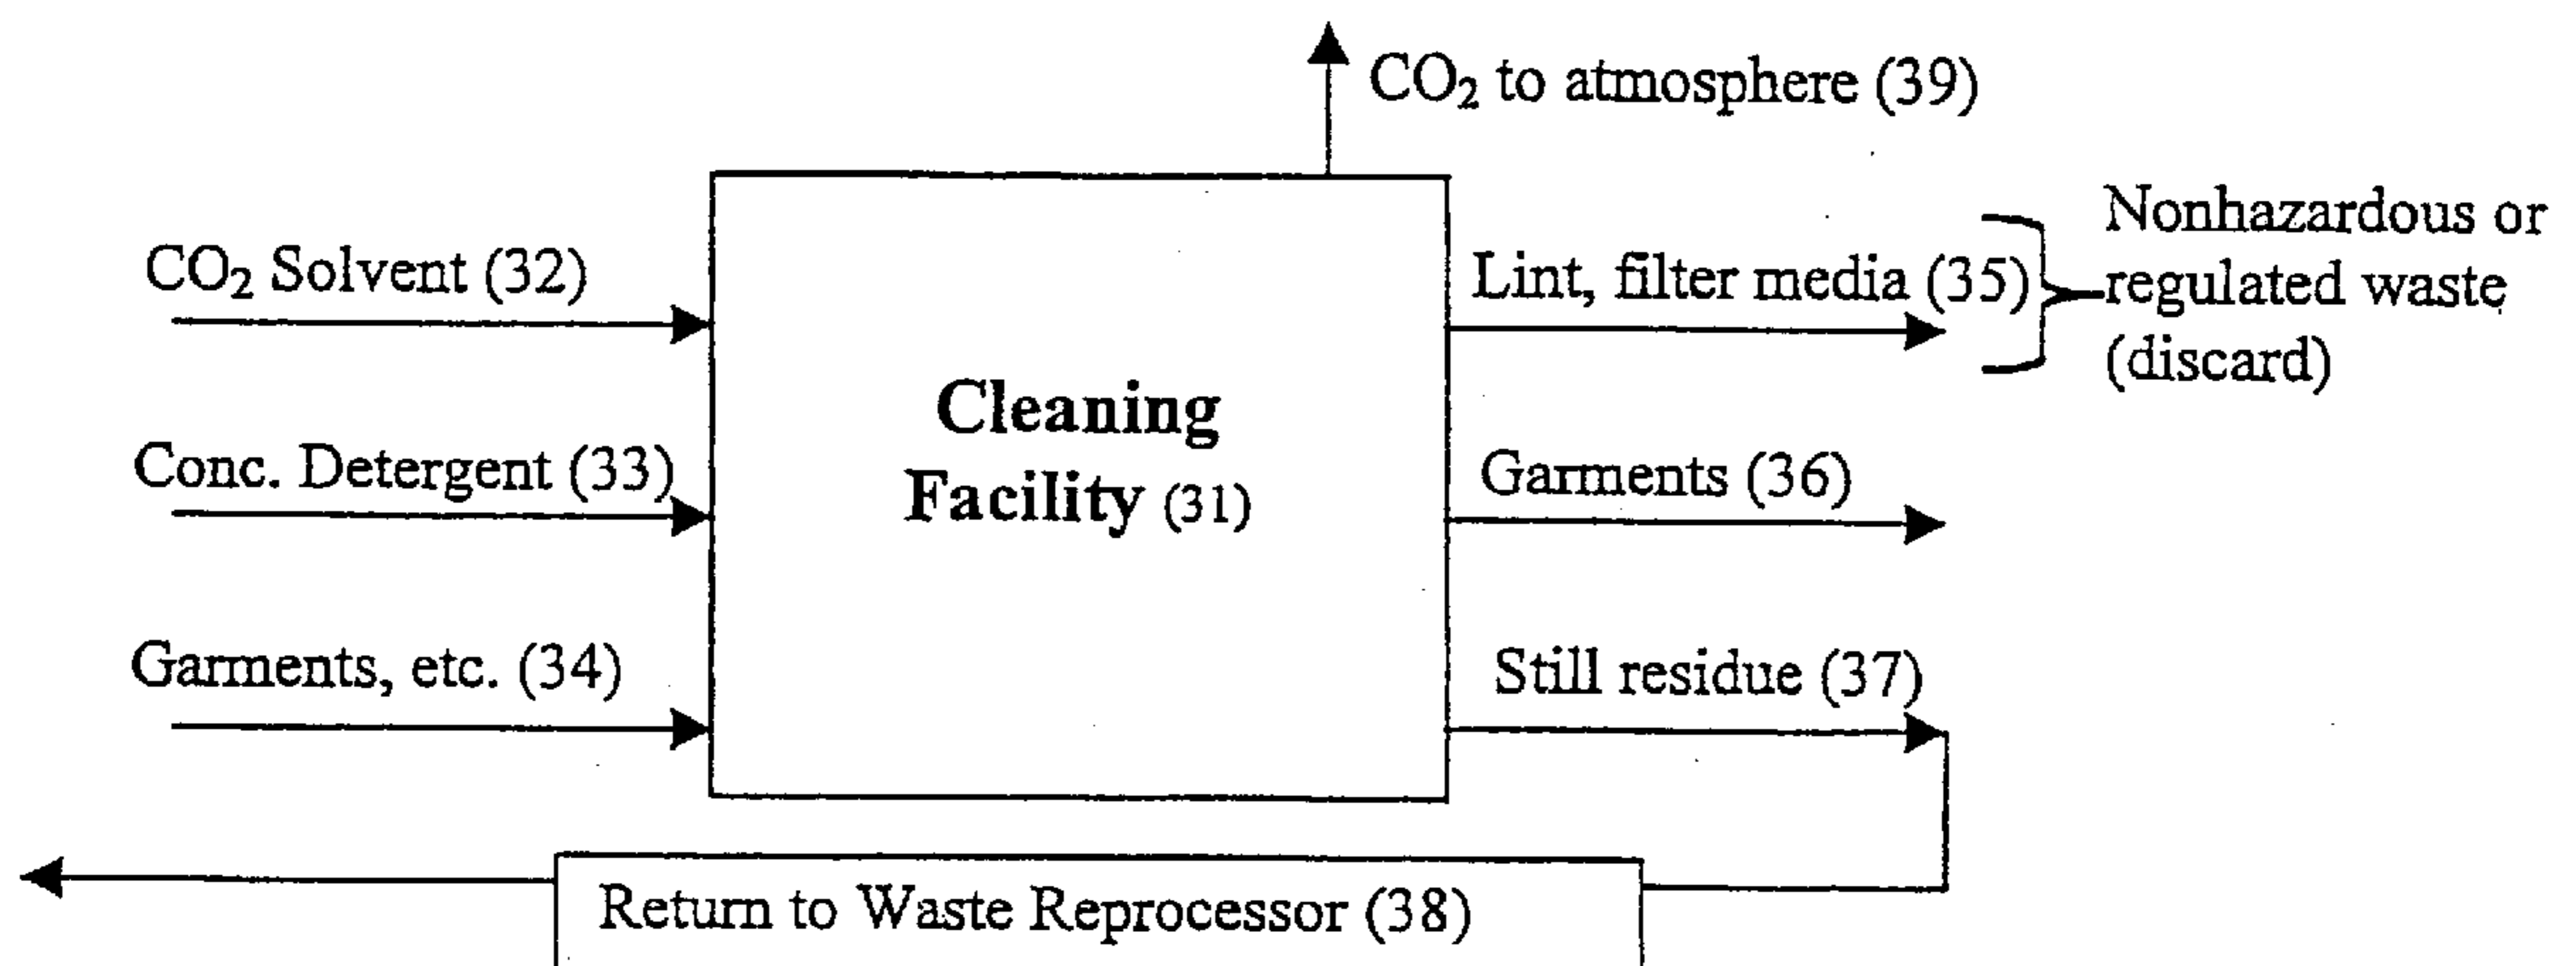 CO₂ to atmosphere (39)
Nonhazardous or
regulated waste
(discard)
CO₂ Solvent (32)
Lint, filter media (35)
Cleaning
Facility (31)
Conc. Detergent (33)
Garments (36)
Garments, etc. (34)
Still residue (37)
Return to Waste Reprocessor (38)